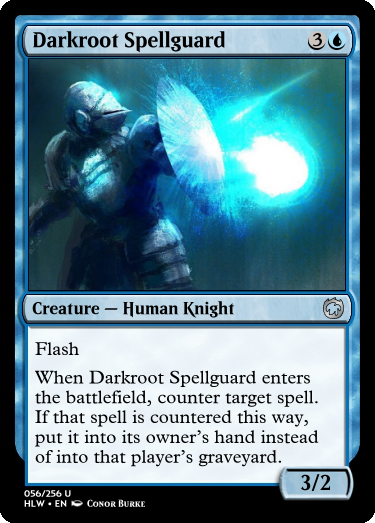 Darkroot Spellguard 3
Creature — Human Knight
Flash
When Darkroot Spellguard enters
the battlefield, counter target spell.
If that spell is countered this way,
put it into its owner's hand instead
of into that player's graveyard.
3/2
056/256 U
HLW • EN Conor Burke